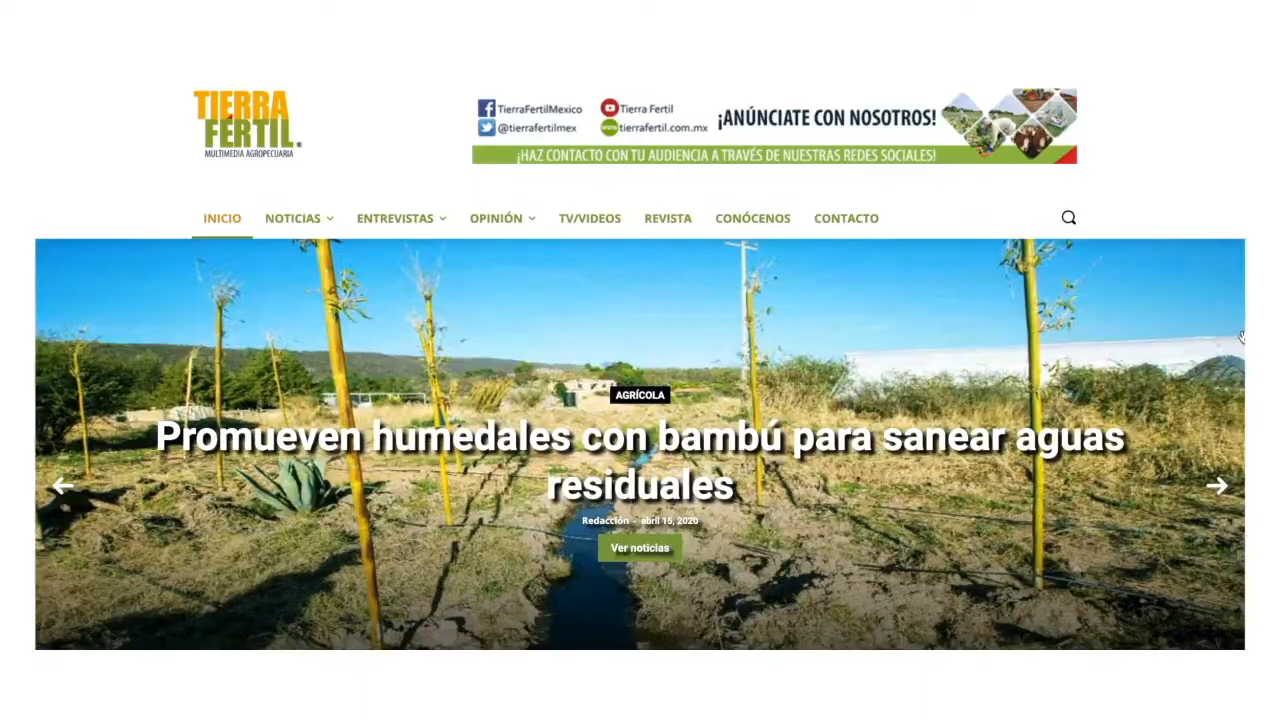 TIERRA
FÉRTIL®
MULTIMEDIA AGROPECUARIA
TierraFertilMexico
Tierra Fertil
@tierrafertilmex
www tierrafertil.com.mx
¡ANÚNCIATE CON NOSOTROS!
¡HAZ CONTACTO CON TU AUDIENCIA A TRAVÉS DE NUESTRAS REDES SOCIALES!
INICIO NOTICIAS ENTREVISTAS OPINIÓN TV/VIDEOS REVISTA CONÓCENOS CONTACTO
AGRÍCOLA
Promueven humedales con bambú para sanear aguas
residuales
Redacción - abril 15, 2020
Ver noticias